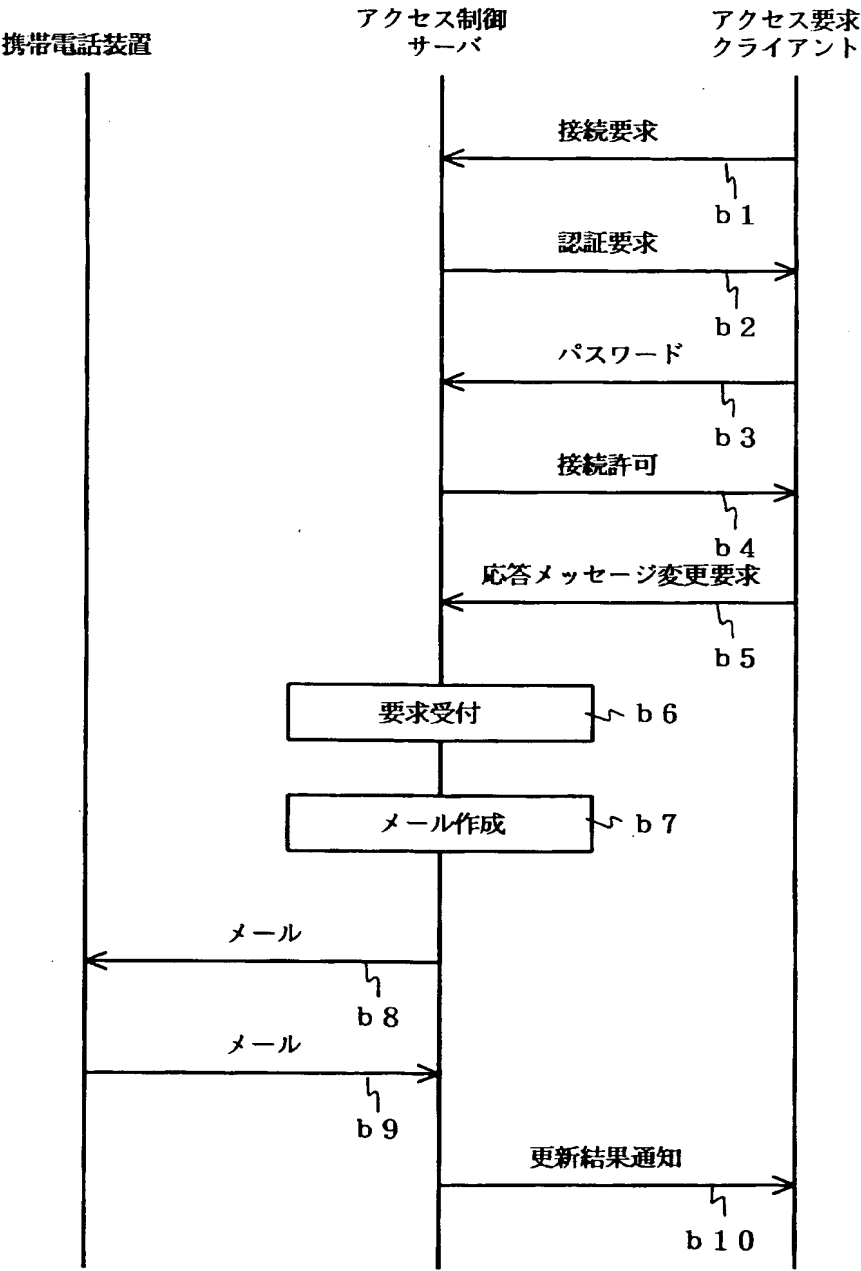 携帯電話装置
アクセス制御
サーバ
アクセス要求
クライアント
接続要求
b1
認証要求
b2
パスワード
b3
接続許可
b4
応答メッセージ変更要求
b5
要求受付
b6
メール作成
b7
メール
b8
メール
b9
更新結果通知
b10